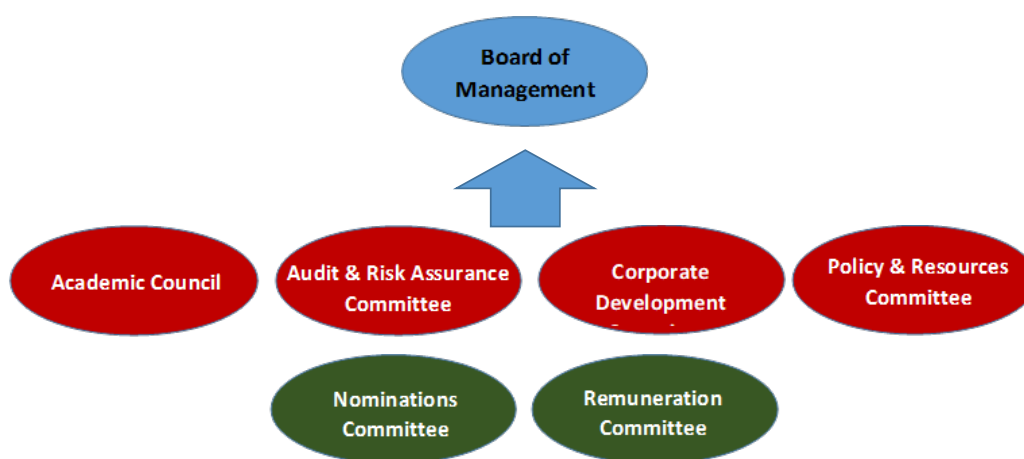 Board of
Management
Academic Council
Audit & Risk Assurance
Committee
Corporate
Development
Policy & Resources
Committee
Nominations
Committee
Remuneration
Committee